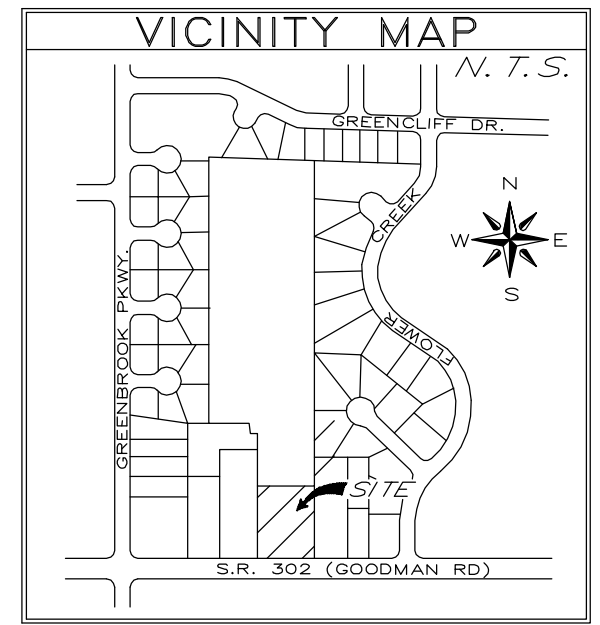 VICINITY MAP
N. T. S.
GREENCLIFF DR.
N
CREEK
W
E
S
GREENBROOK PKWY.
FLOWER
SITE
S.R. 302 (GOODMAN RD)